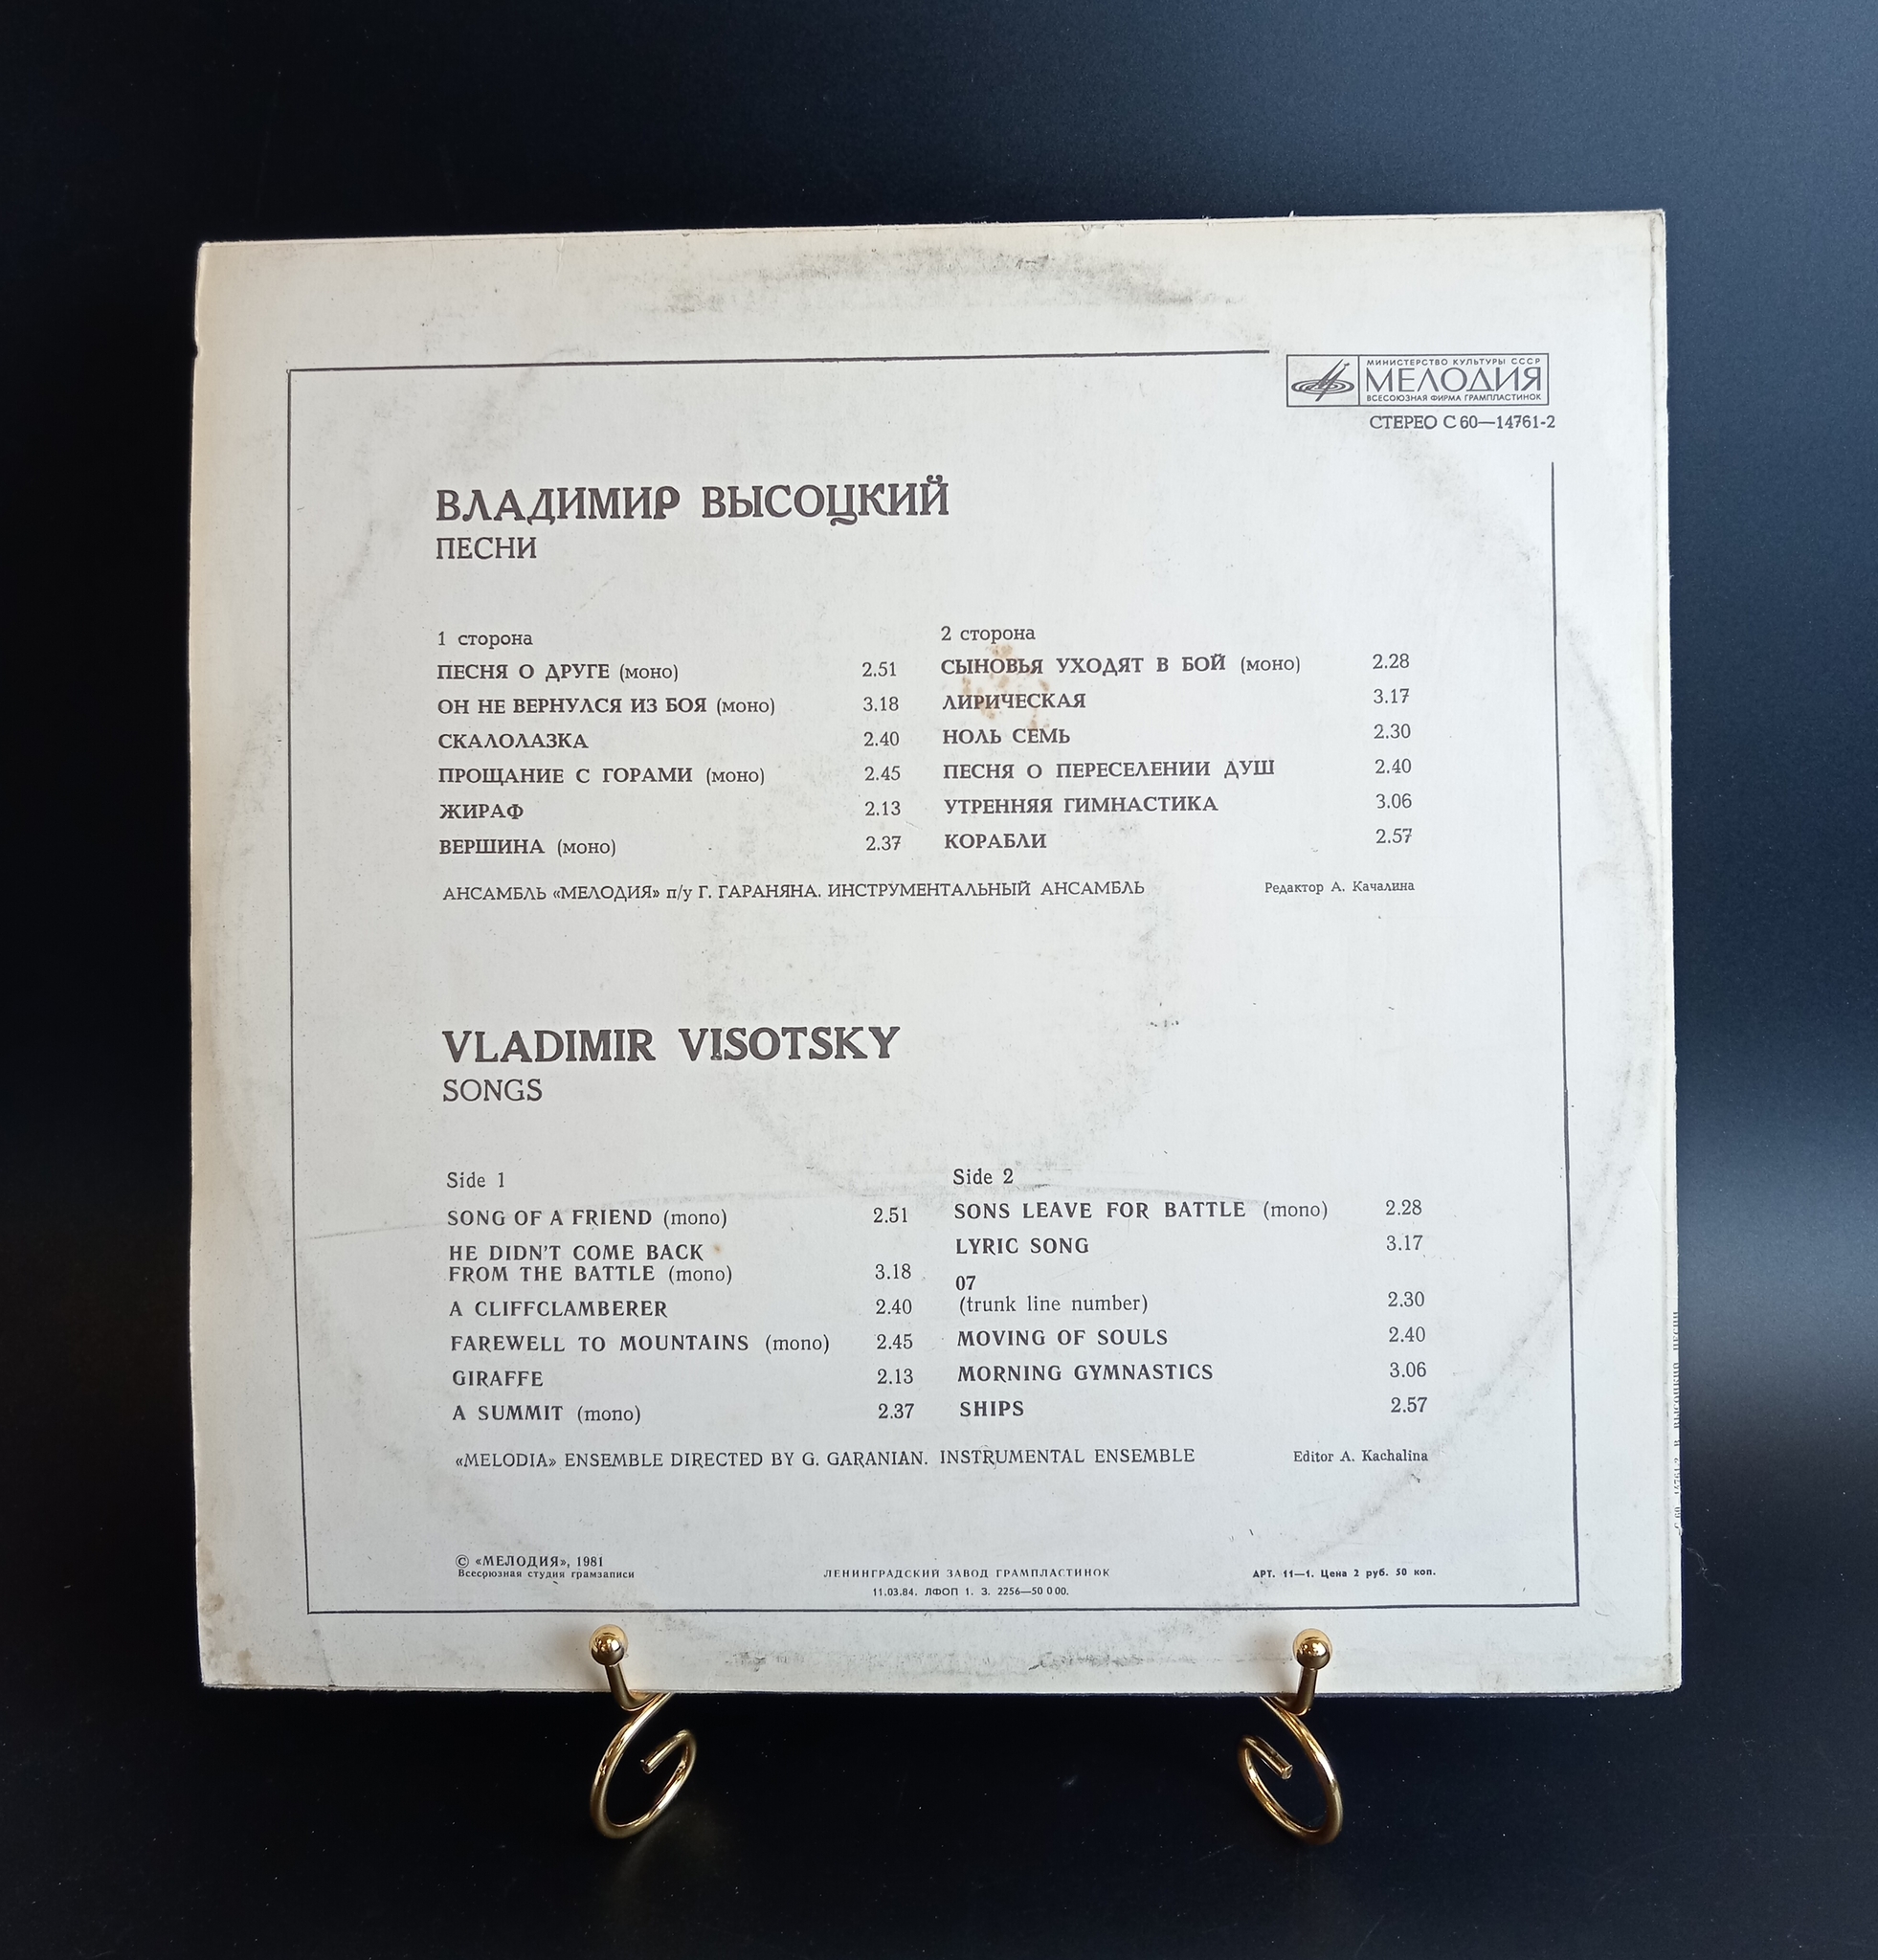 МИНИСТЕРСТВО КУЛЬТУРЫ СССР
МЕЛОДИЯ
ВСЕСОЮЗНАЯ ФИРМА ГРАМПЛАСТИНОК
СТЕРЕО С 60—14761-2
ВЛАДИМИР ВЫСОЦКИЙ
ПЕСНИ
1 сторона
ПЕСНЯ О ДРУГЕ (моно) 2.51
ОН НЕ ВЕРНУЛСЯ ИЗ БОЯ (моно) 3.18
СКАЛОЛАЗКА 2.40
ПРОЩАНИЕ С ГОРАМИ (моно) 2.45
ЖИРАФ 2.13
ВЕРШИНА (моно) 2.37
2 сторона
СЫНОВЬЯ УХОДЯТ В БОЙ (моно) 2.28
ЛИРИЧЕСКАЯ 3.17
НОЛЬ СЕМЬ 2.30
ПЕСНЯ О ПЕРЕСЕЛЕНИИ ДУШ 2.40
УТРЕННЯЯ ГИМНАСТИКА 3.06
КОРАБЛИ 2.57
АНСАМБЛЬ «МЕЛОДИЯ» п/у Г. ГАРАНЯНА. ИНСТРУМЕНТАЛЬНЫЙ АНСАМБЛЬ
Редактор А. Качалина
VLADIMIR VISOTSKY
SONGS
Side 1
SONG OF A FRIEND (mono) 2.51
HE DIDN'T COME BACK
FROM THE BATTLE (mono) 3.18
A CLIFFCLAMBERER 2.40
FAREWELL TO MOUNTAINS (mono) 2.45
GIRAFFE 2.13
A SUMMIT (mono) 2.37
Side 2
SONS LEAVE FOR BATTLE (mono) 2.28
LYRIC SONG 3.17
07
(trunk line number) 2.30
MOVING OF SOULS 2.40
MORNING GYMNASTICS 3.06
SHIPS 2.57
«MELODIA» ENSEMBLE DIRECTED BY G. GARANIAN. INSTRUMENTAL ENSEMBLE
Editor A. Kachalina
© «МЕЛОДИЯ», 1981
Всесоюзная студия грамзаписи
ЛЕНИНГРАДСКИЙ ЗАВОД ГРАМПЛАСТИНОК
11.03.84. ЛФОП 1. З. 2256—50 000.
АРТ. 11—1. Цена 2 руб. 50 коп.